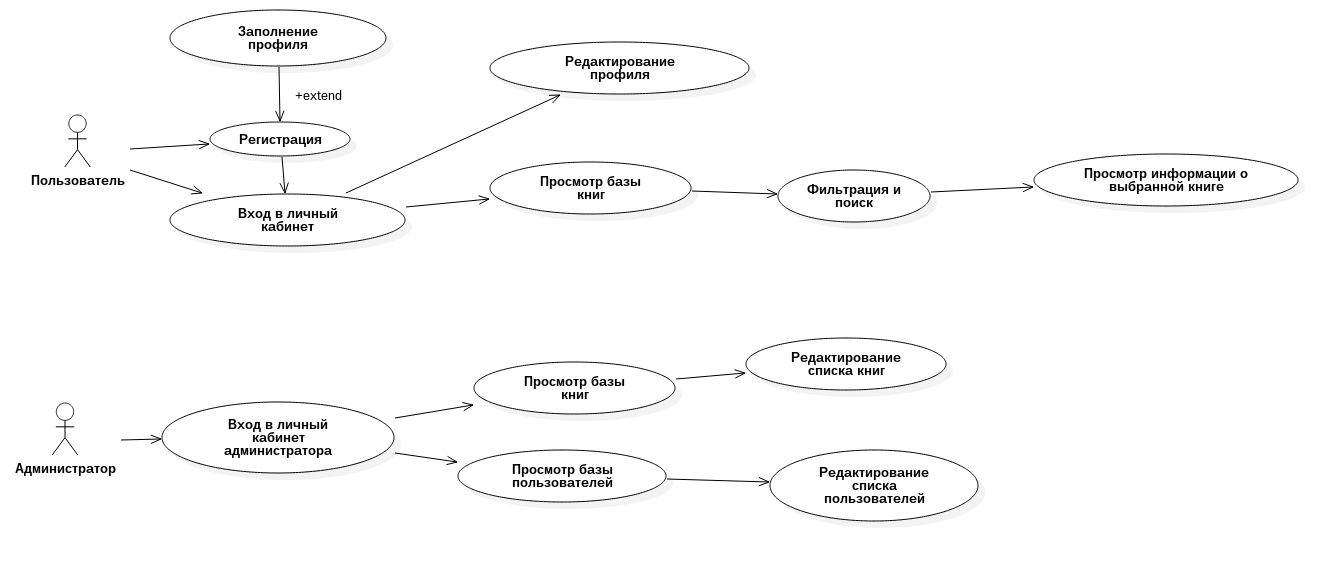 Заполнение
профиля
+extend
Регистрация
Пользователь
Вход в личный
кабинет
Редактирование
профиля
Просмотр базы
книг
Фильтрация и
поиск
Просмотр информации о
выбранной книге
Администратор
Вход в личный
кабинет
администратора
Просмотр базы
книг
Редактирование
списка книг
Просмотр базы
пользователей
Редактирование
списка
пользователей